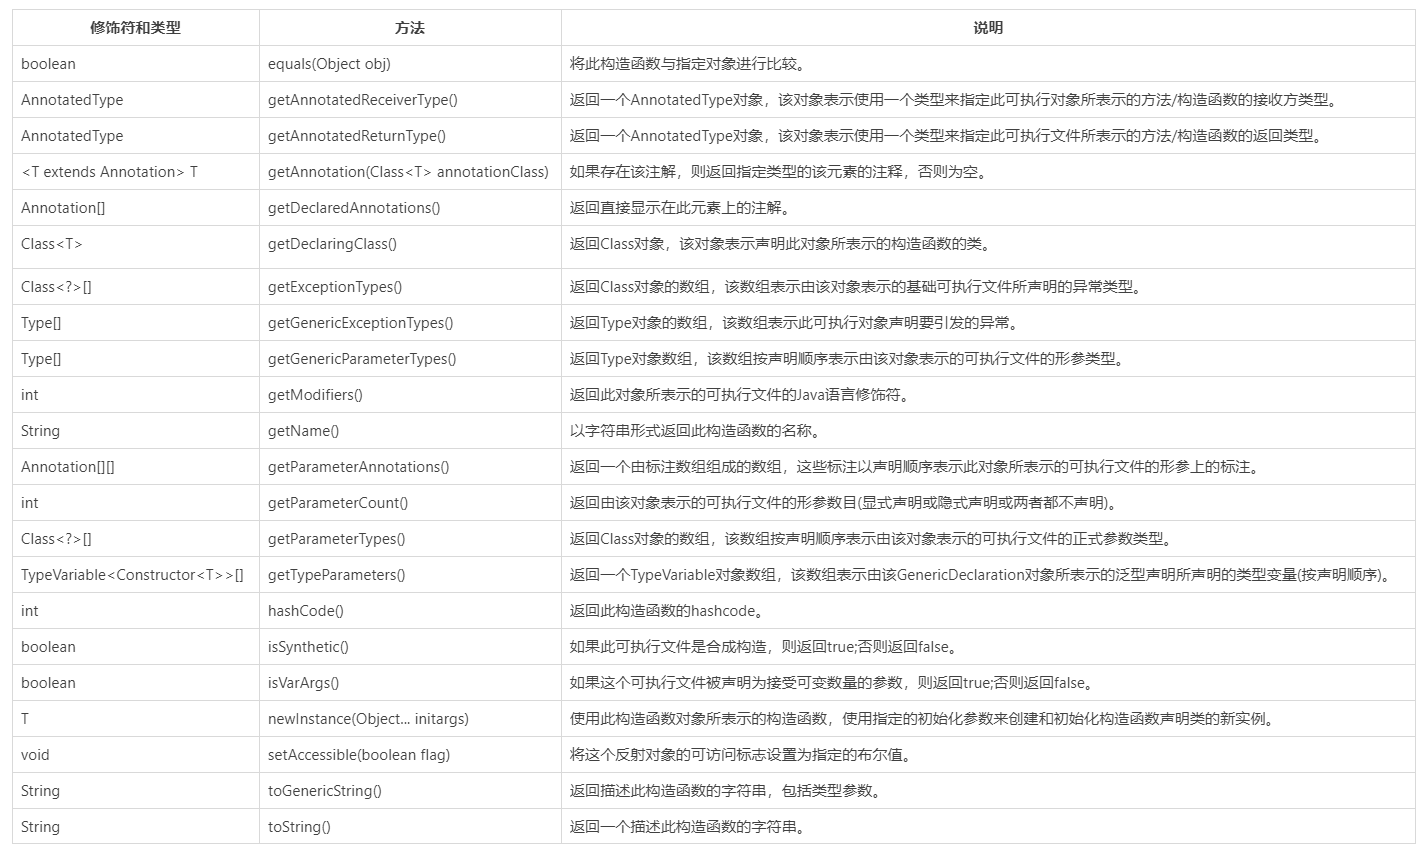 修饰符和类型 方法 说明
boolean equals(Object obj) 将此构造函数与指定对象进行比较。
AnnotatedType getAnnotatedReceiverType() 返回一个AnnotatedType对象，该对象表示使用一个类型来指定此可执行对象所表示的方法/构造函数的接收方类型。
AnnotatedType getAnnotatedReturnType() 返回一个AnnotatedType对象，该对象表示使用一个类型来指定此可执行文件所表示的方法/构造函数的返回类型。
<T extends Annotation> T getAnnotation(Class<T> annotationClass) 如果存在该注解，则返回指定类型的该元素的注释，否则为空。
Annotation[] getDeclaredAnnotations() 返回直接显示在此元素上的注解。
Class<T> getDeclaringClass() 返回Class对象，该对象表示声明此对象所表示的构造函数的类。
Class<?>[] getExceptionTypes() 返回Class对象的数组，该数组表示由该对象表示的基础可执行文件所声明的异常类型。
Type[] getGenericExceptionTypes() 返回Type对象的数组，该数组表示此可执行对象声明要引发的异常。
Type[] getGenericParameterTypes() 返回Type对象数组，该数组按声明顺序表示由该对象表示的可执行文件的形参类型。
int getModifiers() 返回此对象所表示的可执行文件的Java语言修饰符。
String getName() 以字符串形式返回此构造函数的名称。
Annotation[][] getParameterAnnotations() 返回一个由标注数组组成的数组，这些标注以声明顺序表示此对象所表示的可执行文件的形参上的标注。
int getParameterCount() 返回由该对象表示的可执行文件的形参数目(显式声明或隐式声明或两者都不声明)。
Class<?>[] getParameterTypes() 返回Class对象的数组，该数组按声明顺序表示由该对象表示的可执行文件的正式参数类型。
TypeVariable<Constructor<T>>[] getTypeParameters() 返回一个TypeVariable对象数组，该数组表示由该GenericDeclaration对象所表示的泛型声明所声明的类型变量(按声明顺序)。
int hashCode() 返回此构造函数的hashcode。
boolean isSynthetic() 如果此可执行文件是合成构造，则返回true;否则返回false。
boolean isVarArgs() 如果这个可执行文件被声明为接受可变数量的参数，则返回true;否则返回false。
T newInstance(Object... initargs) 使用此构造函数对象所表示的构造函数，使用指定的初始化参数来创建和初始化构造函数声明类的新实例。
void setAccessible(boolean flag) 将这个反射对象的可访问标志设置为指定的布尔值。
String toGenericString() 返回描述此构造函数的字符串，包括类型参数。
String toString() 返回一个描述此构造函数的字符串。